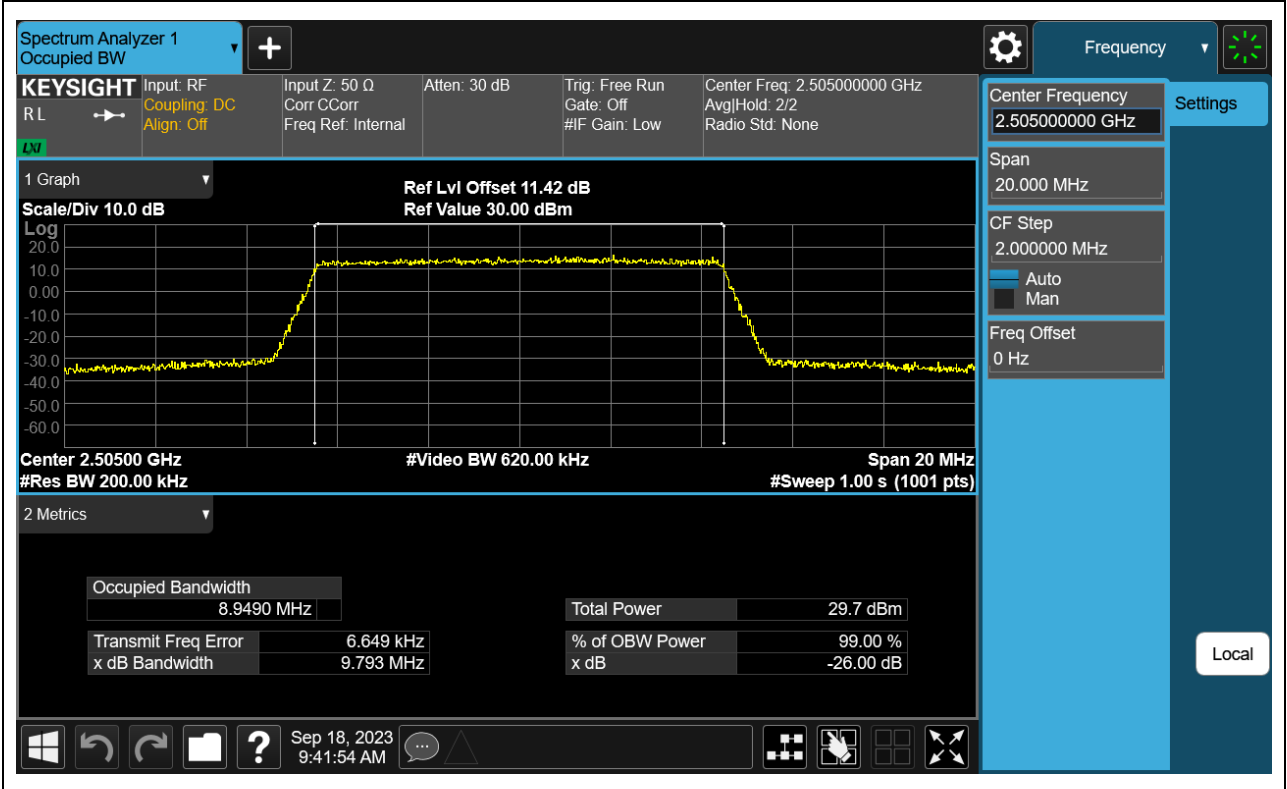 Spectrum Analyzer 1
Occupied BW
▼
+
Frequency
▼
KEYSIGHT
R L
LXI
Input: RF
Coupling: DC
Align: Off
Input Z: 50 Ω
Corr CCorr
Freq Ref: Internal
Atten: 30 dB
Trig: Free Run
Gate: Off
#IF Gain: Low
Center Freq: 2.505000000 GHz
Avg|Hold: 2/2
Radio Std: None
Center Frequency
2.505000000 GHz
Settings
Span
20.000 MHz
CF Step
2.000000 MHz
Auto
Man
Freq Offset
0 Hz
Local
1 Graph
▼
Scale/Div 10.0 dB
Ref Lvl Offset 11.42 dB
Ref Value 30.00 dBm
Log
20.0
10.0
0.00
-10.0
-20.0
-30.0
-40.0
-50.0
-60.0
Center 2.50500 GHz
#Video BW 620.00 kHz
Span 20 MHz
#Res BW 200.00 kHz
#Sweep 1.00 s (1001 pts)
2 Metrics
▼
Occupied Bandwidth
8.9490 MHz
Total Power 29.7 dBm
Transmit Freq Error 6.649 kHz
% of OBW Power 99.00 %
x dB Bandwidth 9.793 MHz
x dB -26.00 dB
?
Sep 18, 2023
9:41:54 AM